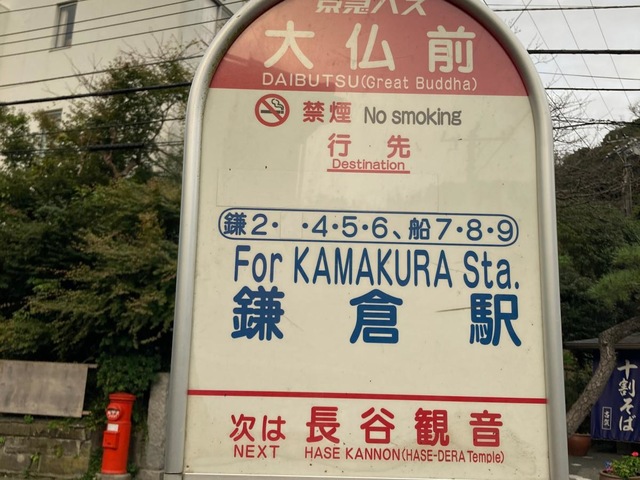 京急バス
大仏前
DAIBUTSU(Great Buddha)
禁煙 No smoking
行先
Destination
鎌2・ ・4・5・6、船7・8・9
For KAMAKURA Sta.
鎌倉駅
次は 長谷観音
NEXT HASE KANNON(HASE-DERA Temple)
十割そば